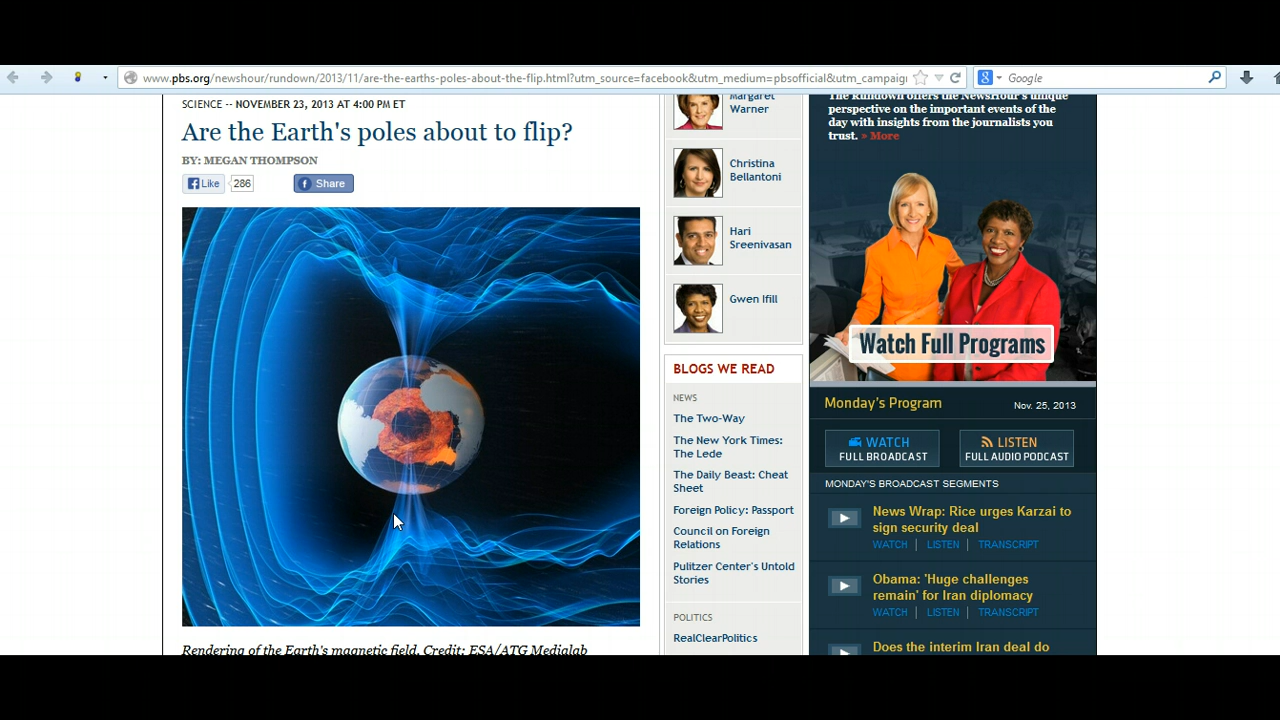 www.pbs.org/newshour/rundown/2013/11/are-the-earths-poles-about-the-flip.html?utm_source=facebook&utm_medium=pbsofficial&utm_campaig
Google
SCIENCE -- NOVEMBER 23, 2013 AT 4:00 PM ET
Are the Earth's poles about to flip?
BY: MEGAN THOMPSON
Like
286
Share
Rendering of the Earth's magnetic field. Credit: ESA/ATG Medialab
Margaret
Warner
Christina
Bellantoni
Hari
Sreenivasan
Gwen Ifill
BLOGS WE READ
NEWS
The Two-Way
The New York Times:
The Lede
The Daily Beast: Cheat
Sheet
Foreign Policy: Passport
Council on Foreign
Relations
Pulitzer Center's Untold
Stories
POLITICS
RealClearPolitics
The Rundown offers the NewsHour's unique
perspective on the important events of the
day with insights from the journalists you
trust. » More
Watch Full Programs
Monday's Program
Nov. 25, 2013
WATCH
FULL BROADCAST
LISTEN
FULL AUDIO PODCAST
MONDAY'S BROADCAST SEGMENTS
News Wrap: Rice urges Karzai to
sign security deal
WATCH | LISTEN | TRANSCRIPT
Obama: 'Huge challenges
remain' for Iran diplomacy
WATCH | LISTEN | TRANSCRIPT
Does the interim Iran deal do